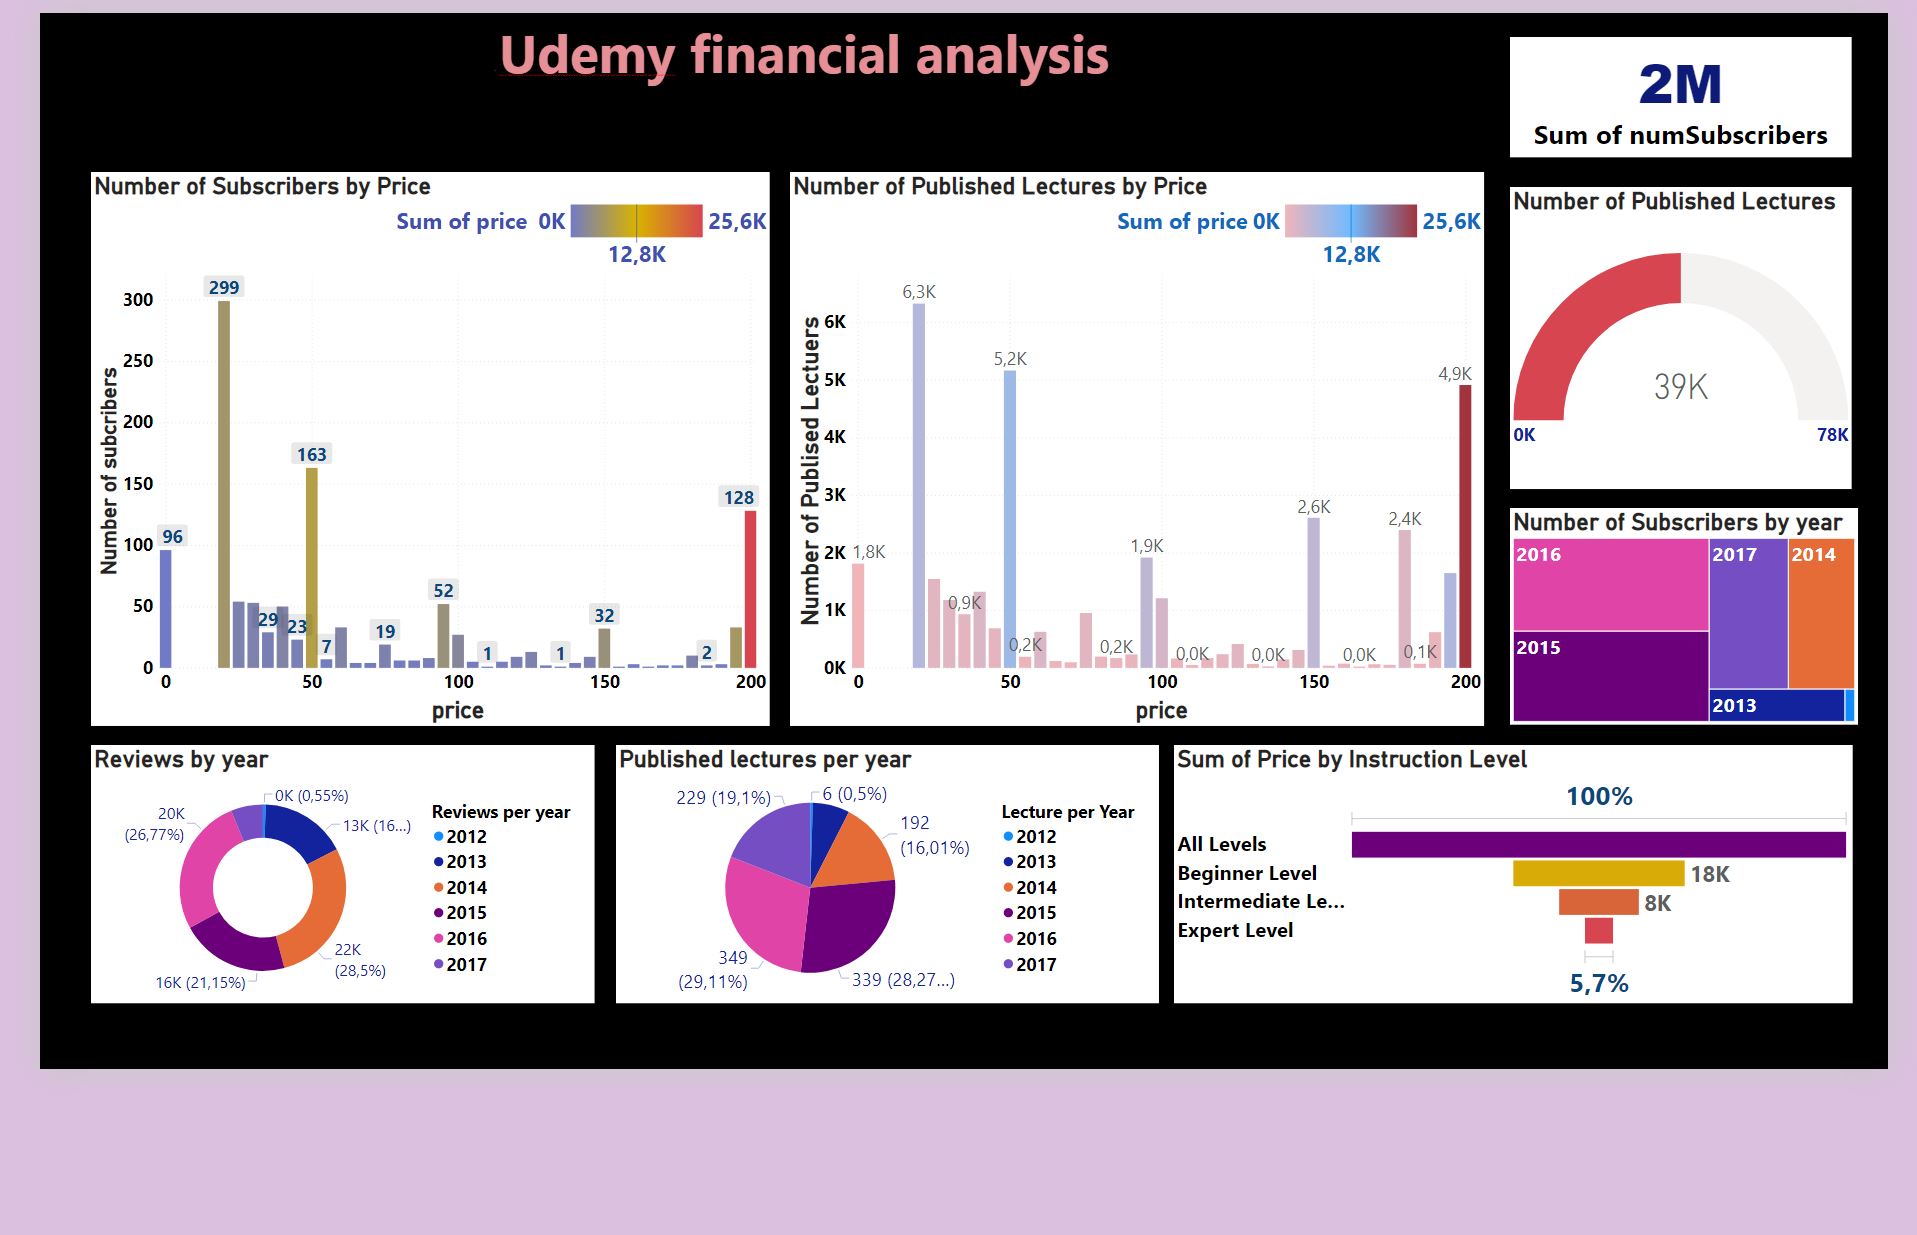 Udemy financial analysis
2M
Sum of numSubscribers
Number of Subscribers by Price
Sum of price 0K 25,6K
12,8K
Number of subcribers
300
250
200
150
100
50
0
96
299
29
23
163
7
19
52
1
1
32
2
128
0 50 100 150 200
price
Number of Published Lectures by Price
Sum of price 0K 25,6K
12,8K
Number of Publised Lectuers
6K
5K
4K
3K
2K
1K
0K
1,8K
6,3K
0,9K
5,2K
0,2K
0,2K
1,9K
0,0K
0,0K
2,6K
0,0K
2,4K
0,1K
4,9K
0 50 100 150 200
price
Number of Published Lectures
39K
0K 78K
Number of Subscribers by year
2016
2015
2017
2014
2013
Reviews by year
0K (0,55%)
13K (16...)
22K
(28,5%)
16K (21,15%)
20K
(26,77%)
Reviews per year
2012
2013
2014
2015
2016
2017
Published lectures per year
6 (0,5%)
192
(16,01%)
339 (28,27...)
349
(29,11%)
229 (19,1%)
Lecture per Year
2012
2013
2014
2015
2016
2017
Sum of Price by Instruction Level
100%
All Levels
Beginner Level 18K
Intermediate Le... 8K
Expert Level
5,7%